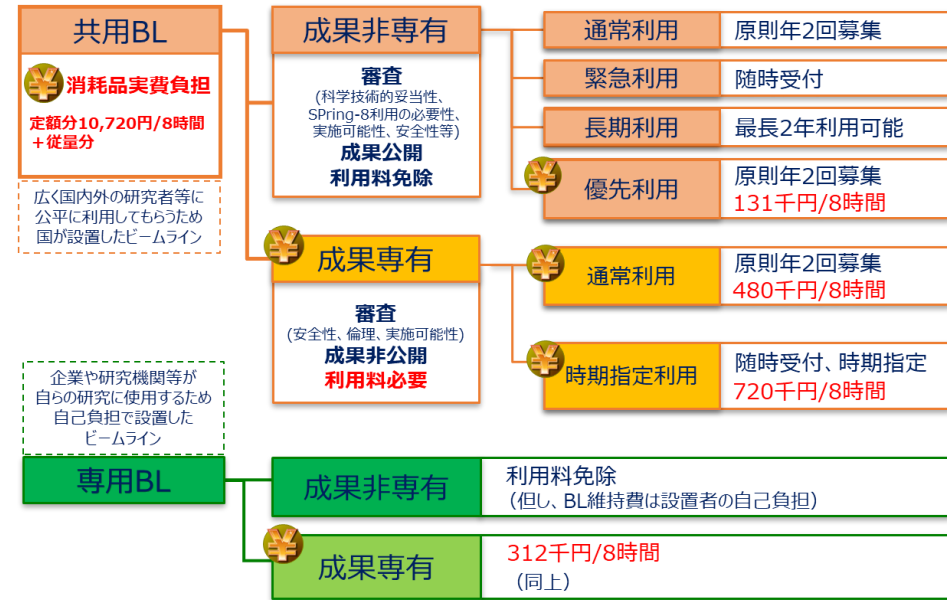 共用BL
消耗品実費負担
定額分10,720円/8時間
＋従量分
広く国内外の研究者等に
公平に利用してもらうため
国が設置したビームライン
成果非専有
審査
(科学技術的妥当性、
SPring-8利用の必要性、
実施可能性、安全性等)
成果公開
利用料免除
通常利用
原則年2回募集
緊急利用
随時受付
長期利用
最長2年利用可能
優先利用
原則年2回募集
131千円/8時間
成果専有
審査
(安全性、倫理、実施可能性)
成果非公開
利用料必要
通常利用
原則年2回募集
480千円/8時間
時期指定利用
随時受付、時期指定
720千円/8時間
企業や研究機関等が
自らの研究に使用するため
自己負担で設置した
ビームライン
専用BL
成果非専有
利用料免除
（但し、BL維持費は設置者の自己負担）
成果専有
312千円/8時間
（同上）